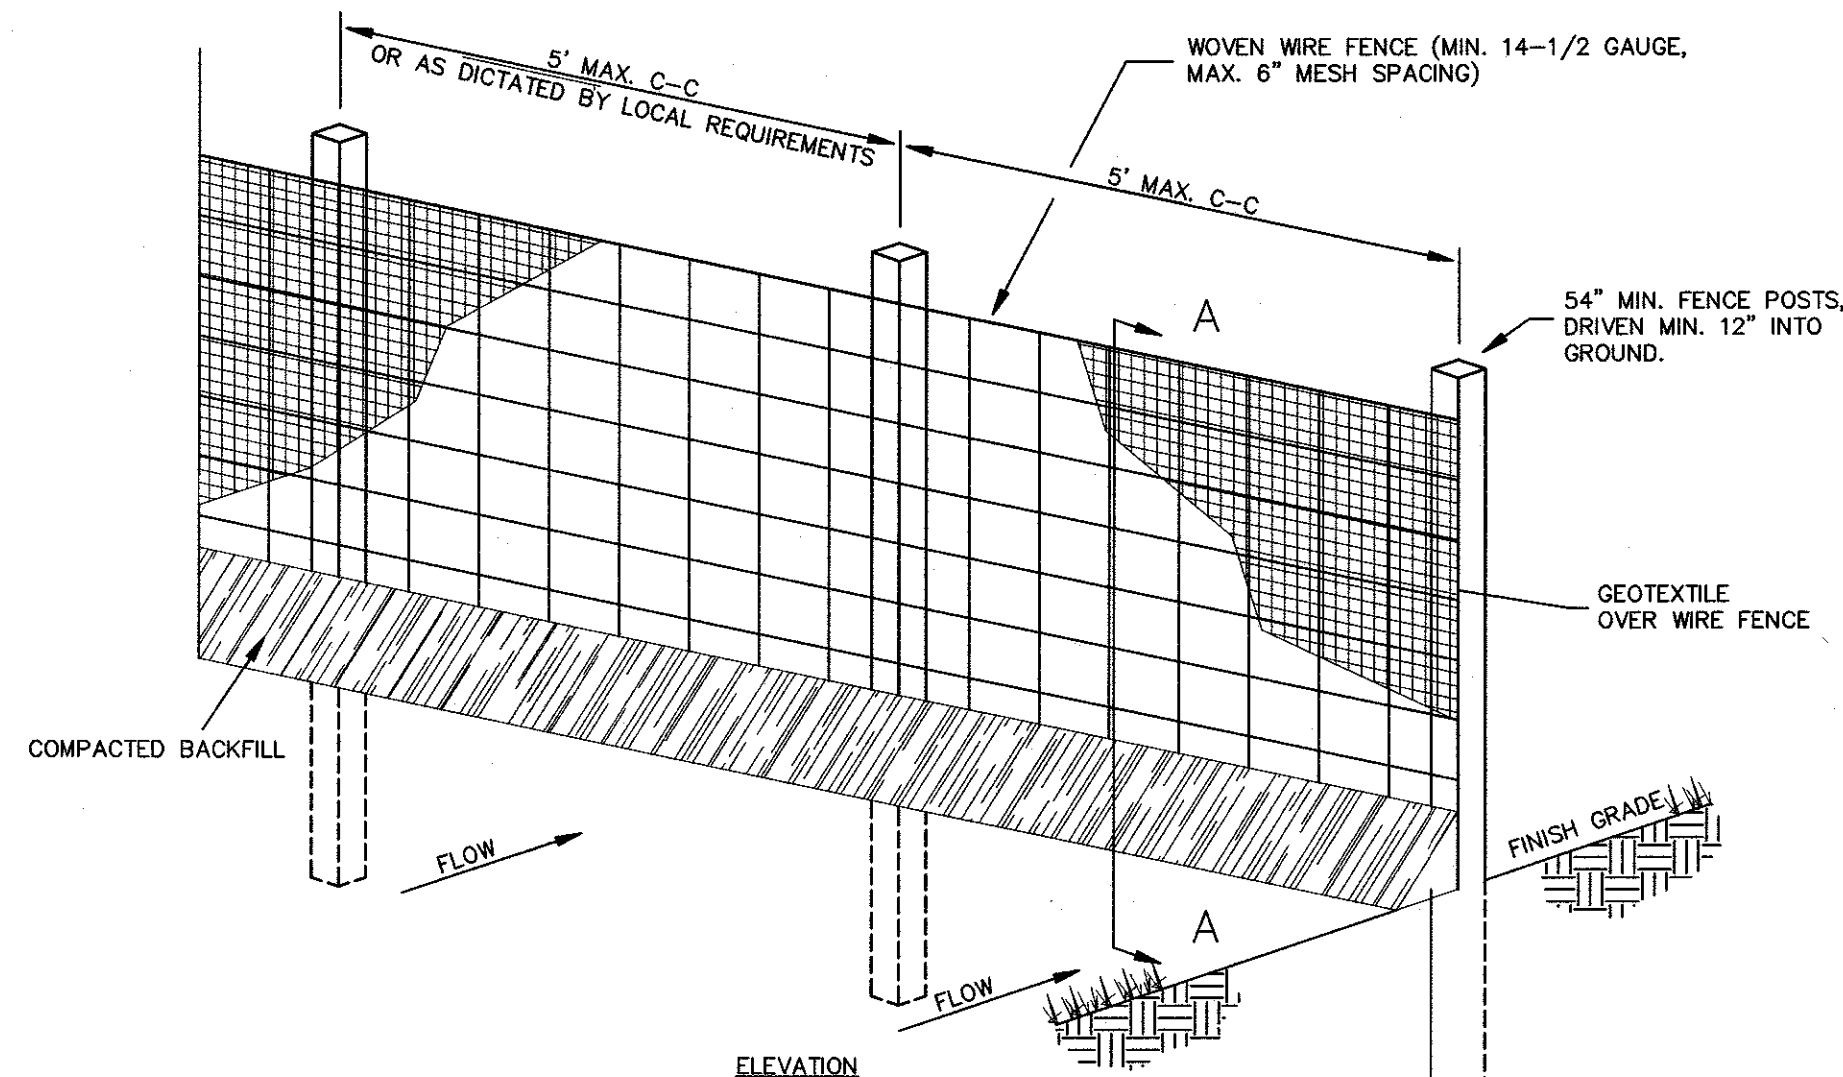 5' MAX. C-C
OR AS DICTATED BY LOCAL REQUIREMENTS
WOVEN WIRE FENCE (MIN. 14-1/2 GAUGE,
MAX. 6" MESH SPACING)
5' MAX. C-C
A
54" MIN. FENCE POSTS,
DRIVEN MIN. 12" INTO
GROUND.
GEOTEXTILE
OVER WIRE FENCE
COMPACTED BACKFILL
FINISH GRADE
FLOW
A
FLOW
ELEVATION